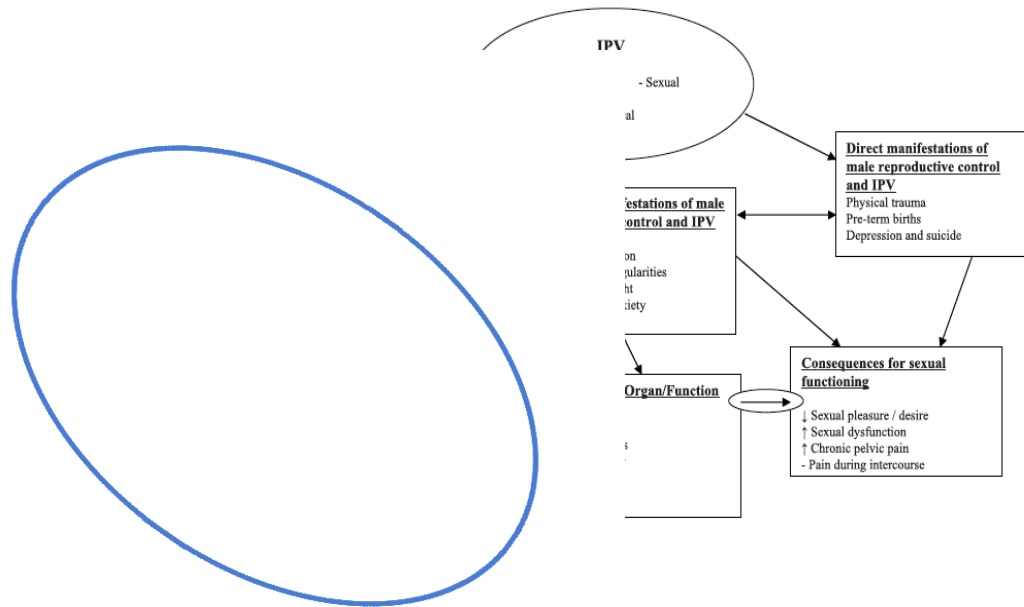 IPV
- Sexual
al
Direct manifestations of
male reproductive control
and IPV
Physical trauma
Pre-term births
Depression and suicide
festations of male
control and IPV
on
gularities
ht
xiety
Organ/Function
s
Consequences for sexual
functioning
↓ Sexual pleasure / desire
↑ Sexual dysfunction
↑ Chronic pelvic pain
- Pain during intercourse